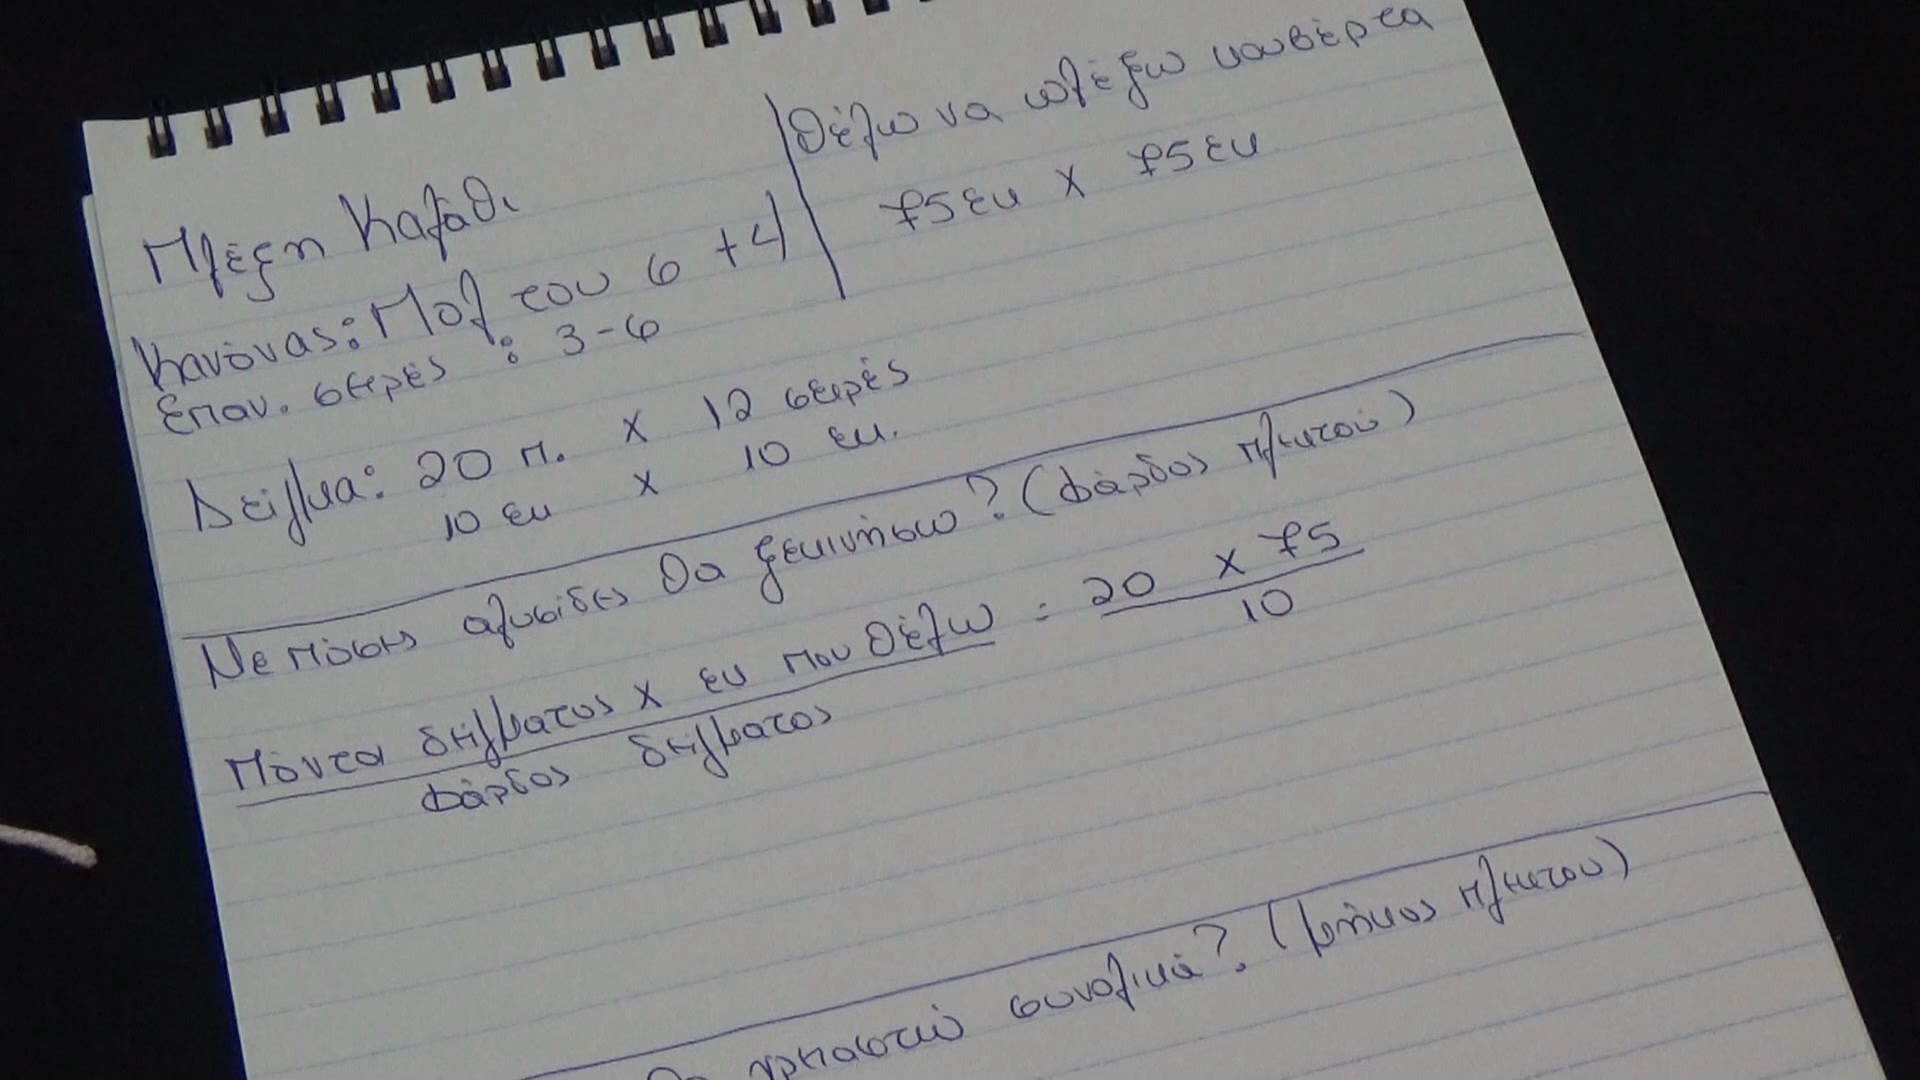 Πλέξη Καλάθι
Κανόνας: Πολ του 6 + 4
Επαν. σειρές : 3-6
Θέλω να πλέξω κουβέρτα
75εκ x 75εκ
Δείγμα: 20 π. x 12 σειρές
10 εκ x 10 εκ.
Με πόσες αλυσίδες θα ξεκινήσω? (φάρδος πλεκτού)
Πόντοι δείγματος x εκ που θέλω = 20 x 75
φάρδος δείγματος 10
χρειαστώ συνολικά? (μήκος πλεκτού)